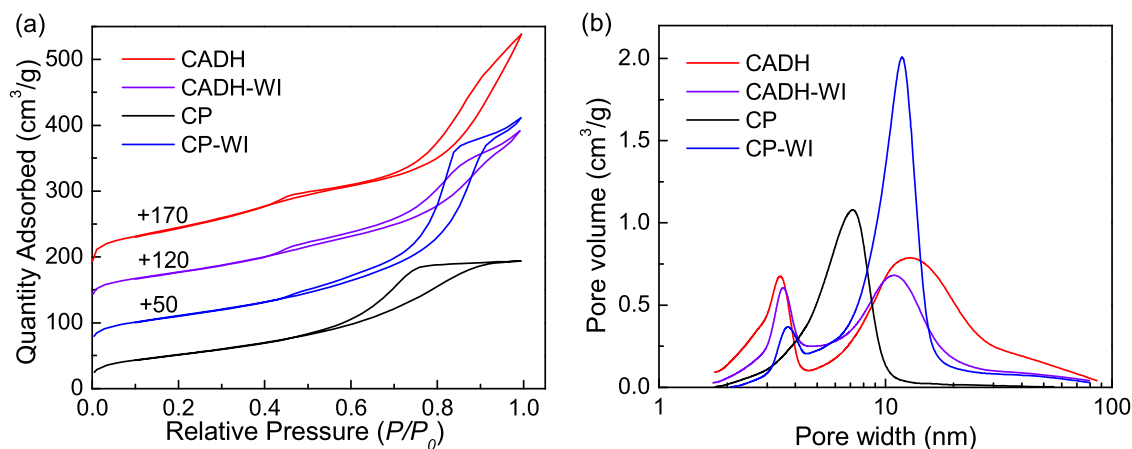 (a)
500
400
300
200
100
0
Quantity Adsorbed (cm³/g)
CADH
CADH-WI
CP
CP-WI
+170
+120
+50
0.0 0.2 0.4 0.6 0.8 1.0
Relative Pressure (P/P₀)
(b)
2.0
1.5
1.0
0.5
0.0
Pore volume (cm³/g)
CADH
CADH-WI
CP
CP-WI
1 10 100
Pore width (nm)